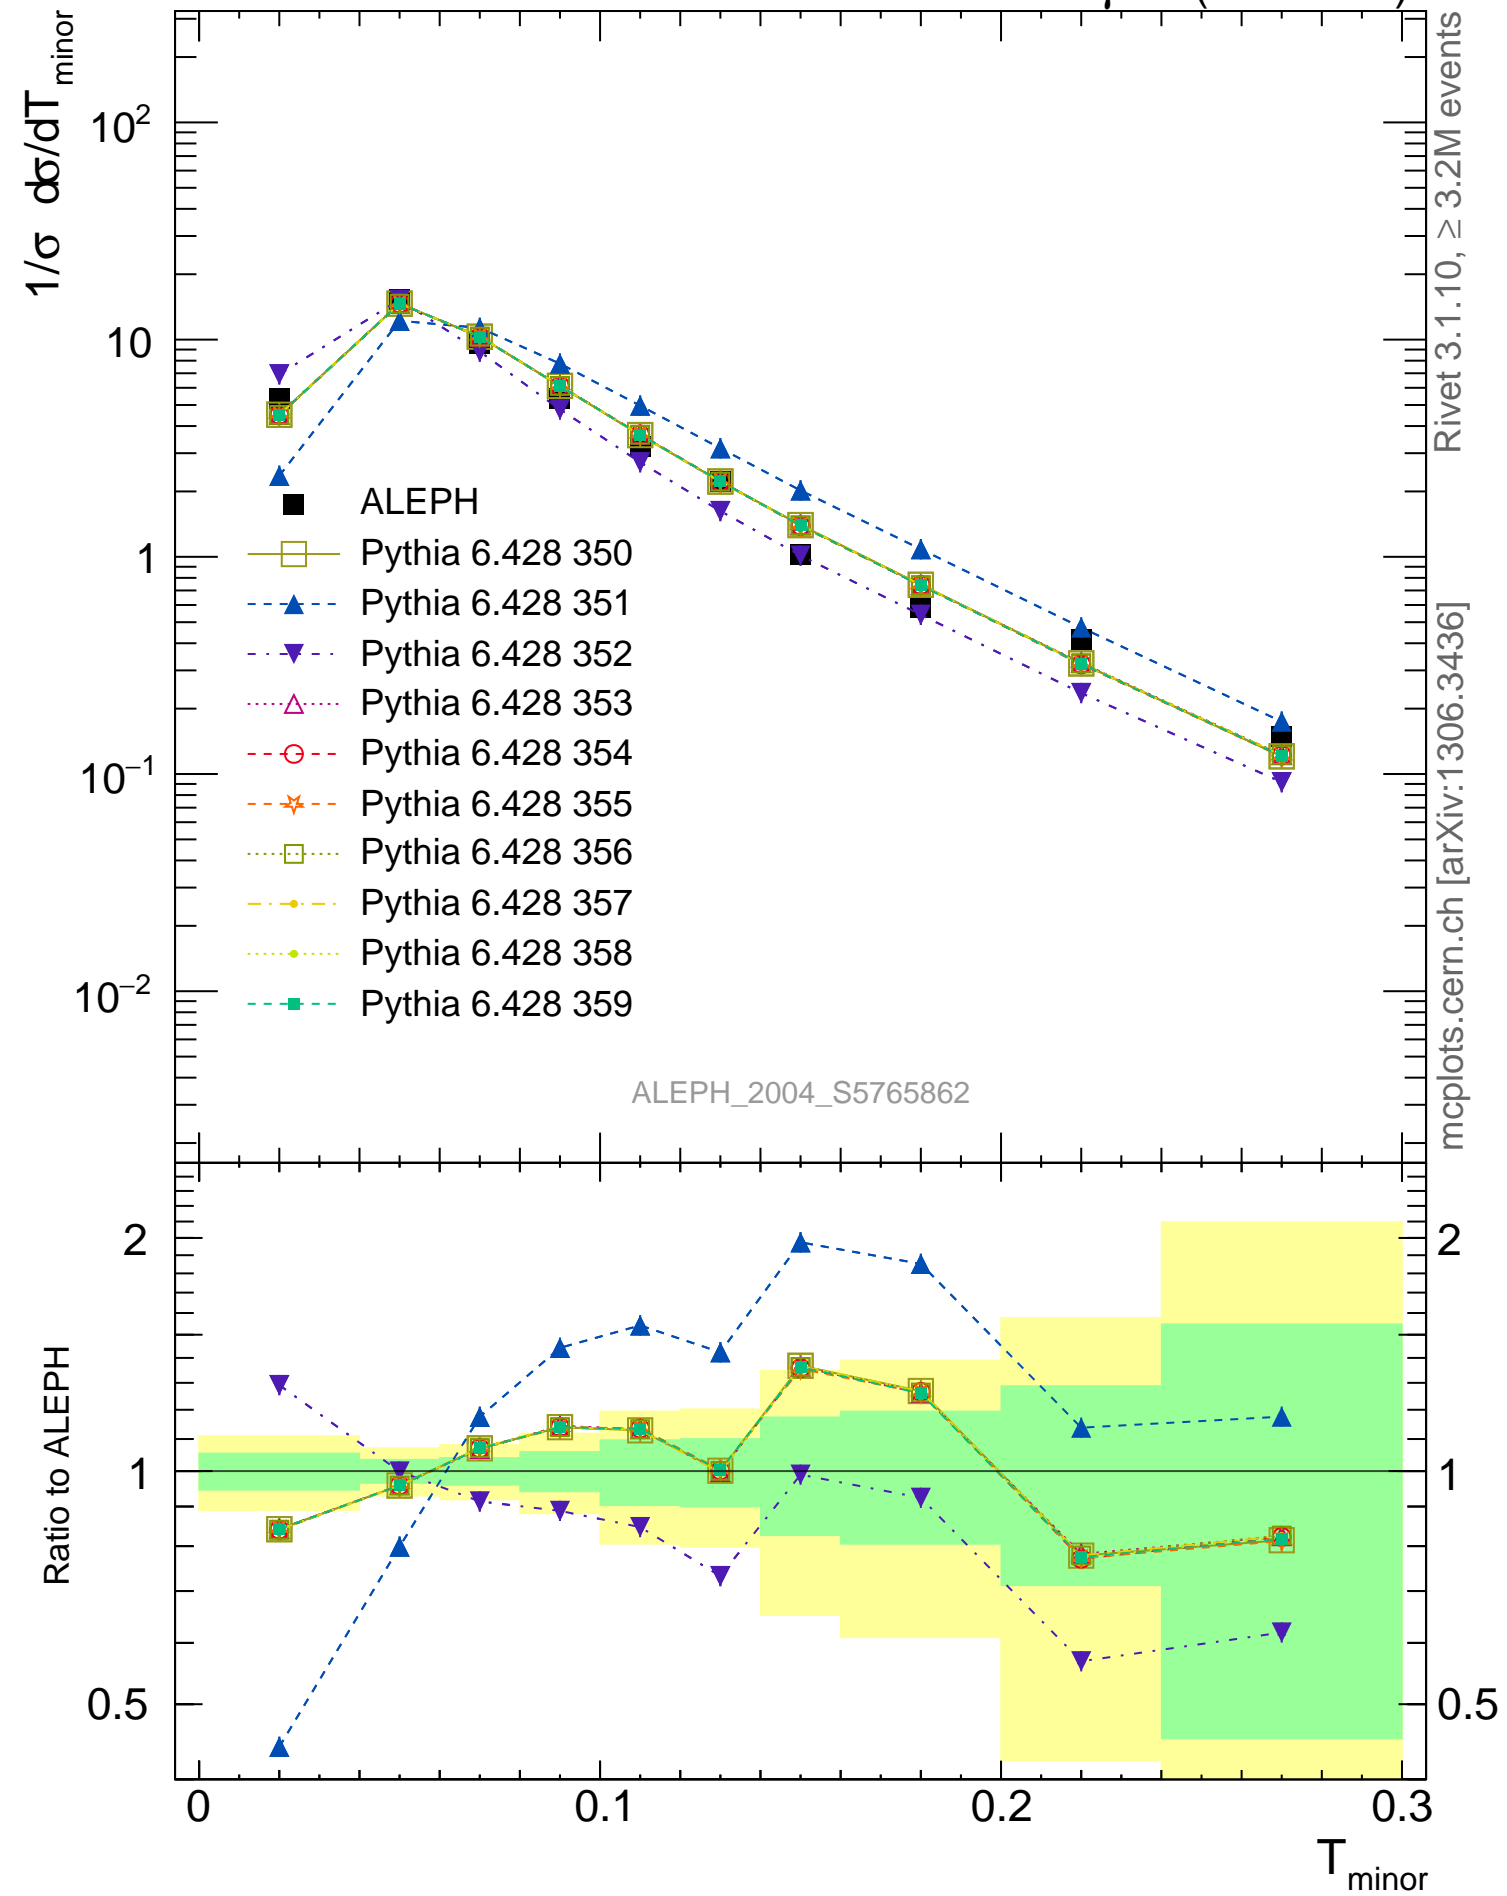 1/σ dσ/dT_minor
10²
10
1
10⁻¹
10⁻²
ALEPH
Pythia 6.428 350
Pythia 6.428 351
Pythia 6.428 352
Pythia 6.428 353
Pythia 6.428 354
Pythia 6.428 355
Pythia 6.428 356
Pythia 6.428 357
Pythia 6.428 358
Pythia 6.428 359
ALEPH_2004_S5765862
Rivet 3.1.10, ≥ 3.2M events
mcplots.cern.ch [arXiv:1306.3436]
Ratio to ALEPH
2
1
0.5
2
1
0.5
0
0.1
0.2
0.3
T_minor